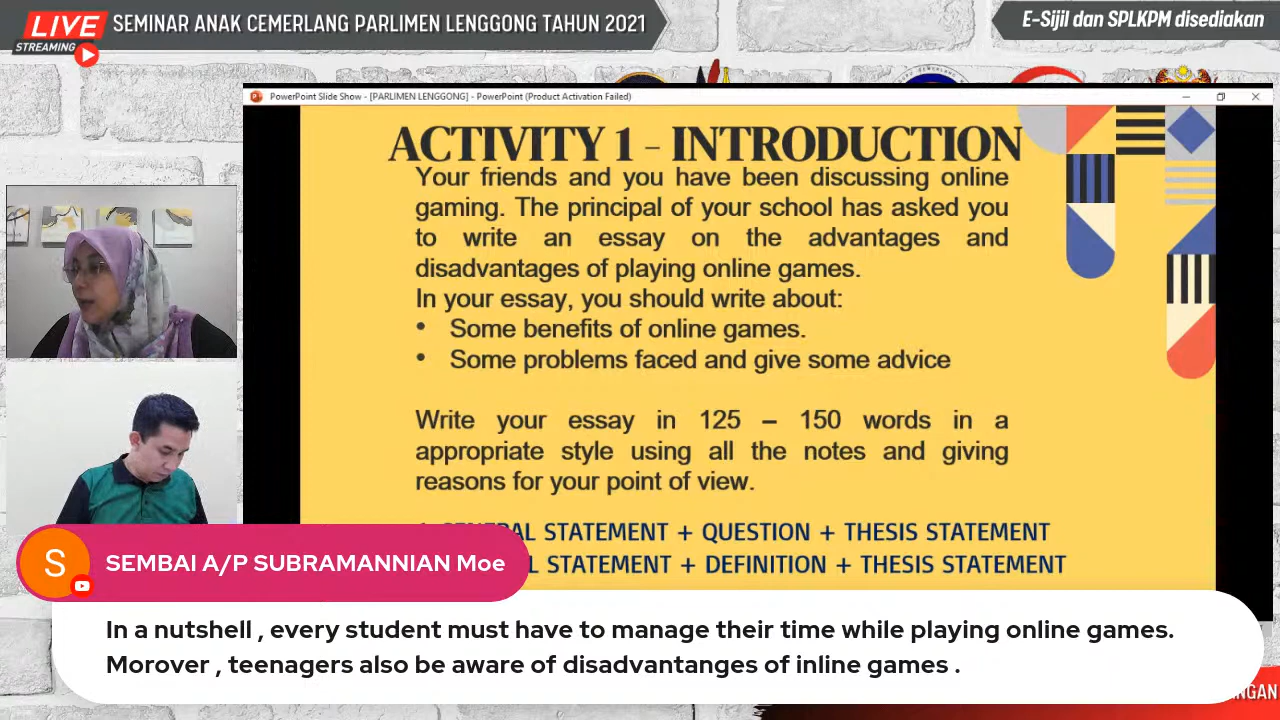 LIVE
STREAMING
SEMINAR ANAK CEMERLANG PARLIMEN LENGGONG TAHUN 2021
E-Sijil dan SPLKPM disediakan
PowerPoint Slide Show - [PARLIMEN LENGGONG] - PowerPoint (Product Activation Failed)
ACTIVITY 1 - INTRODUCTION
Your friends and you have been discussing online
gaming. The principal of your school has asked you
to write an essay on the advantages and
disadvantages of playing online games.
In your essay, you should write about:
• Some benefits of online games.
• Some problems faced and give some advice
Write your essay in 125 – 150 words in a
appropriate style using all the notes and giving
reasons for your point of view.
STATEMENT + QUESTION + THESIS STATEMENT
STATEMENT + DEFINITION + THESIS STATEMENT
S
SEMBAI A/P SUBRAMANNIAN Moe
In a nutshell , every student must have to manage their time while playing online games.
Morover , teenagers also be aware of disadvantanges of inline games .